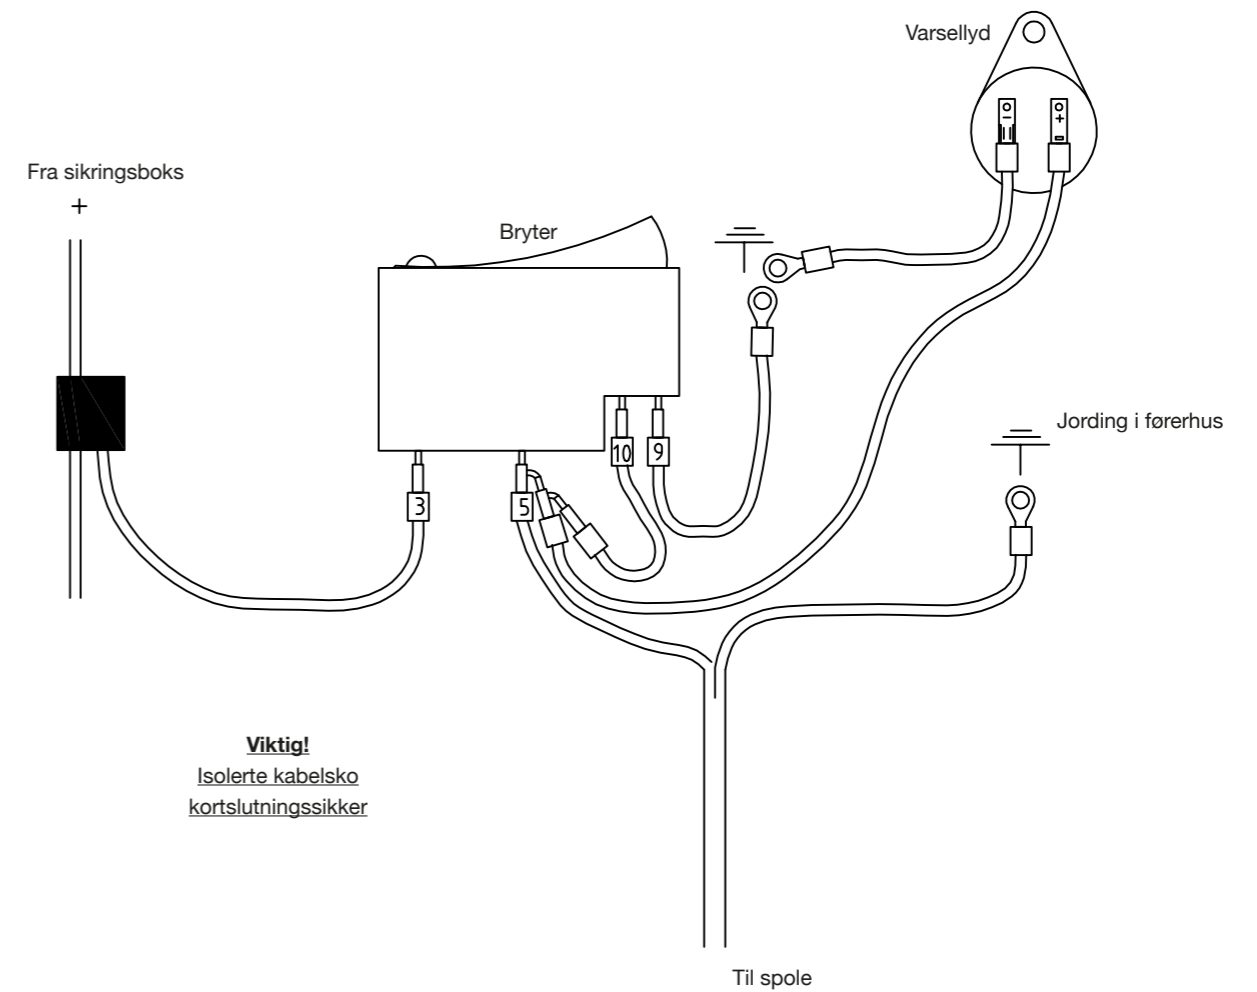 Varsellyd
−
+
Fra sikringsboks
+
Bryter
10
9
3
5
Jording i førerhus
Viktig!
Isolerte kabelsko
kortslutningssikker
Til spole